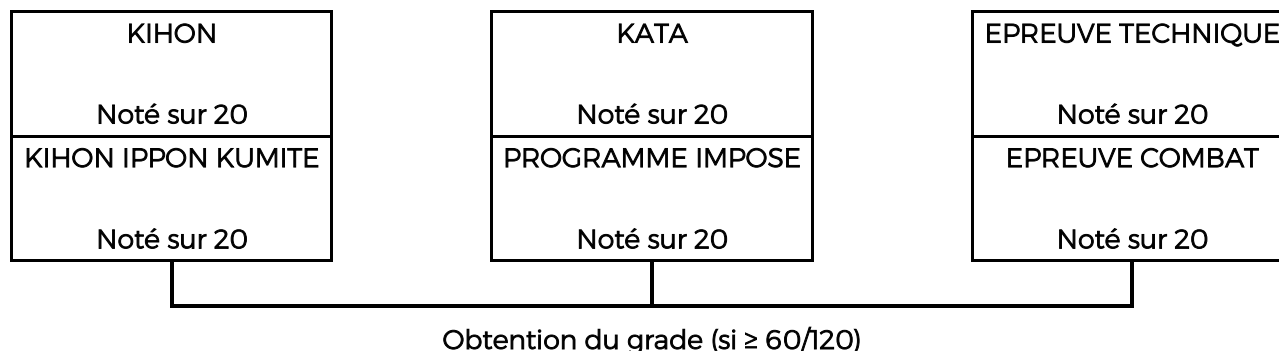 KIHON
Noté sur 20
KIHON IPPON KUMITE
Noté sur 20
KATA
Noté sur 20
PROGRAMME IMPOSE
Noté sur 20
EPREUVE TECHNIQUE
Noté sur 20
EPREUVE COMBAT
Noté sur 20
Obtention du grade (si ≥ 60/120)